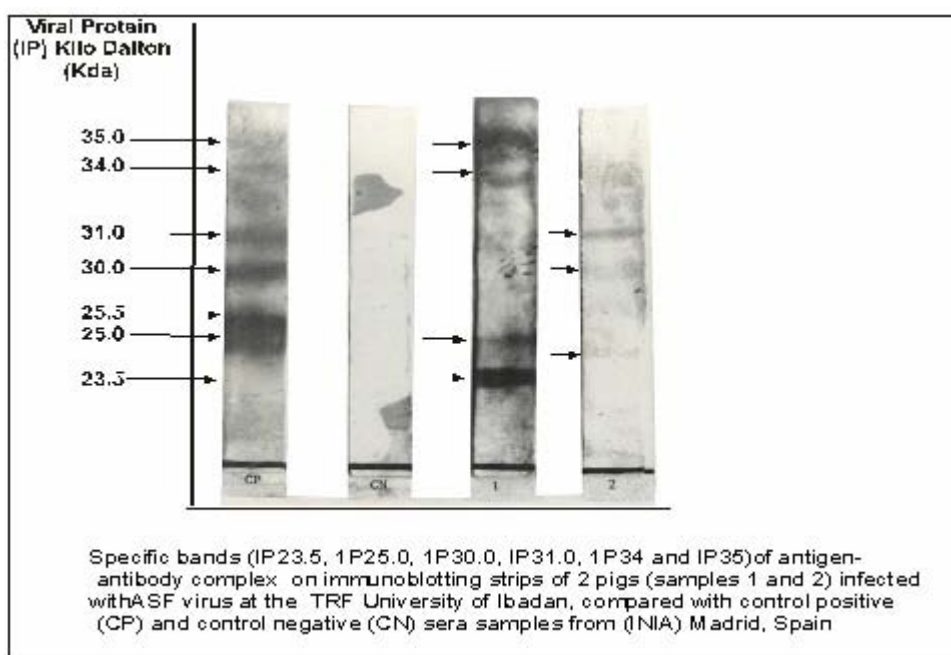 Viral Protein
(IP) Kilo Dalton
(Kda)
35.0
34.0
31.0
30.0
25.5
25.0
23.5
CP
CN
1
2
Specific bands (IP23.5, 1P25.0, 1P30.0, IP31.0, 1P34 and IP35)of antigen-
antibody complex on immunoblotting strips of 2 pigs (samples 1 and 2) infected
withASF virus at the TRF University of Ibadan, compared with control positive
(CP) and control negative (CN) sera samples from (INIA) Madrid, Spain